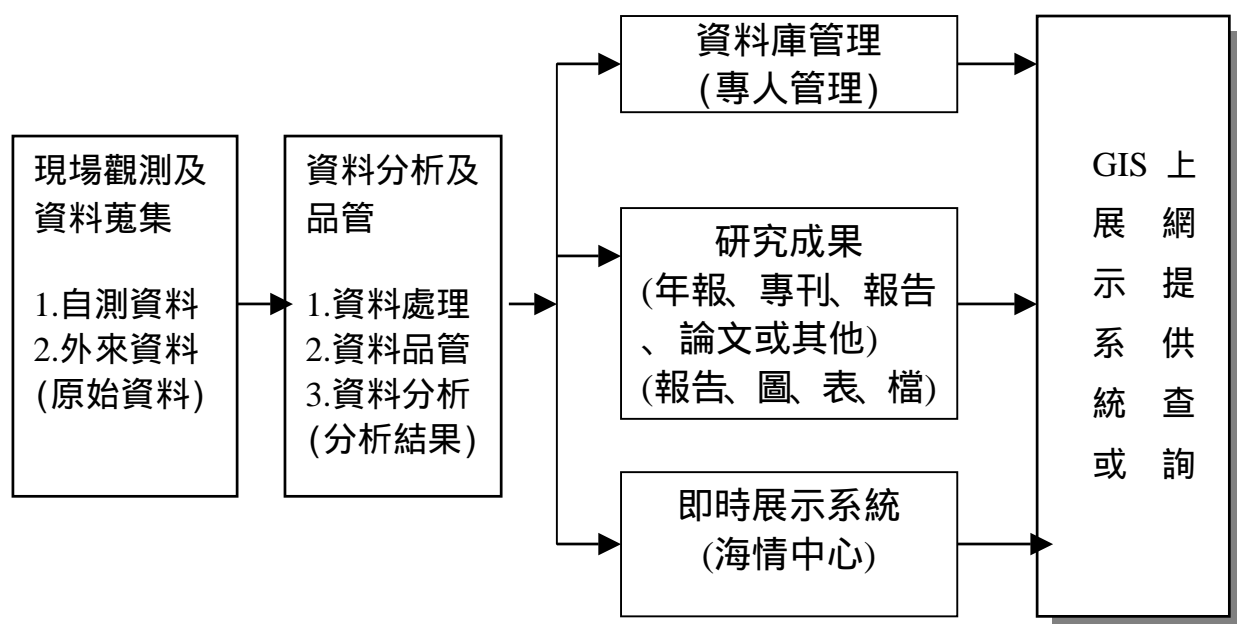 現場觀測及
資料蒐集
1.自測資料
2.外來資料
(原始資料)
資料分析及
品管
1.資料處理
2.資料品管
3.資料分析
(分析結果)
資料庫管理
(專人管理)
研究成果
(年報、專刊、報告
、論文或其他)
(報告、圖、表、檔)
即時展示系統
(海情中心)
GIS展示系統或
上網提供查詢